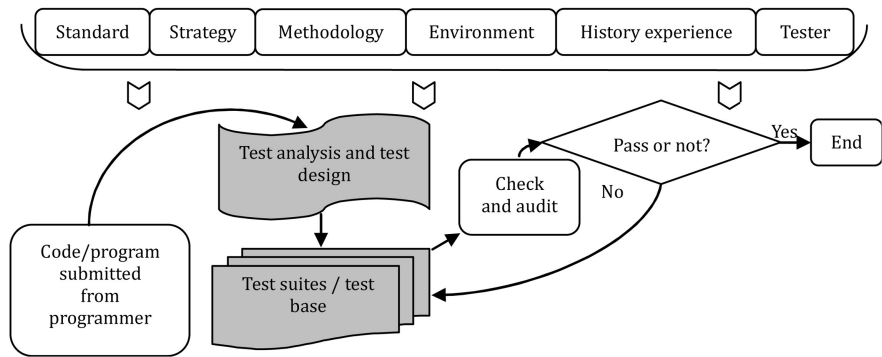 Standard
Strategy
Methodology
Environment
History experience
Tester
Test analysis and test
design
Pass or not?
Yes
End
Check
and audit
No
Code/program
submitted
from
programmer
Test suites / test
base